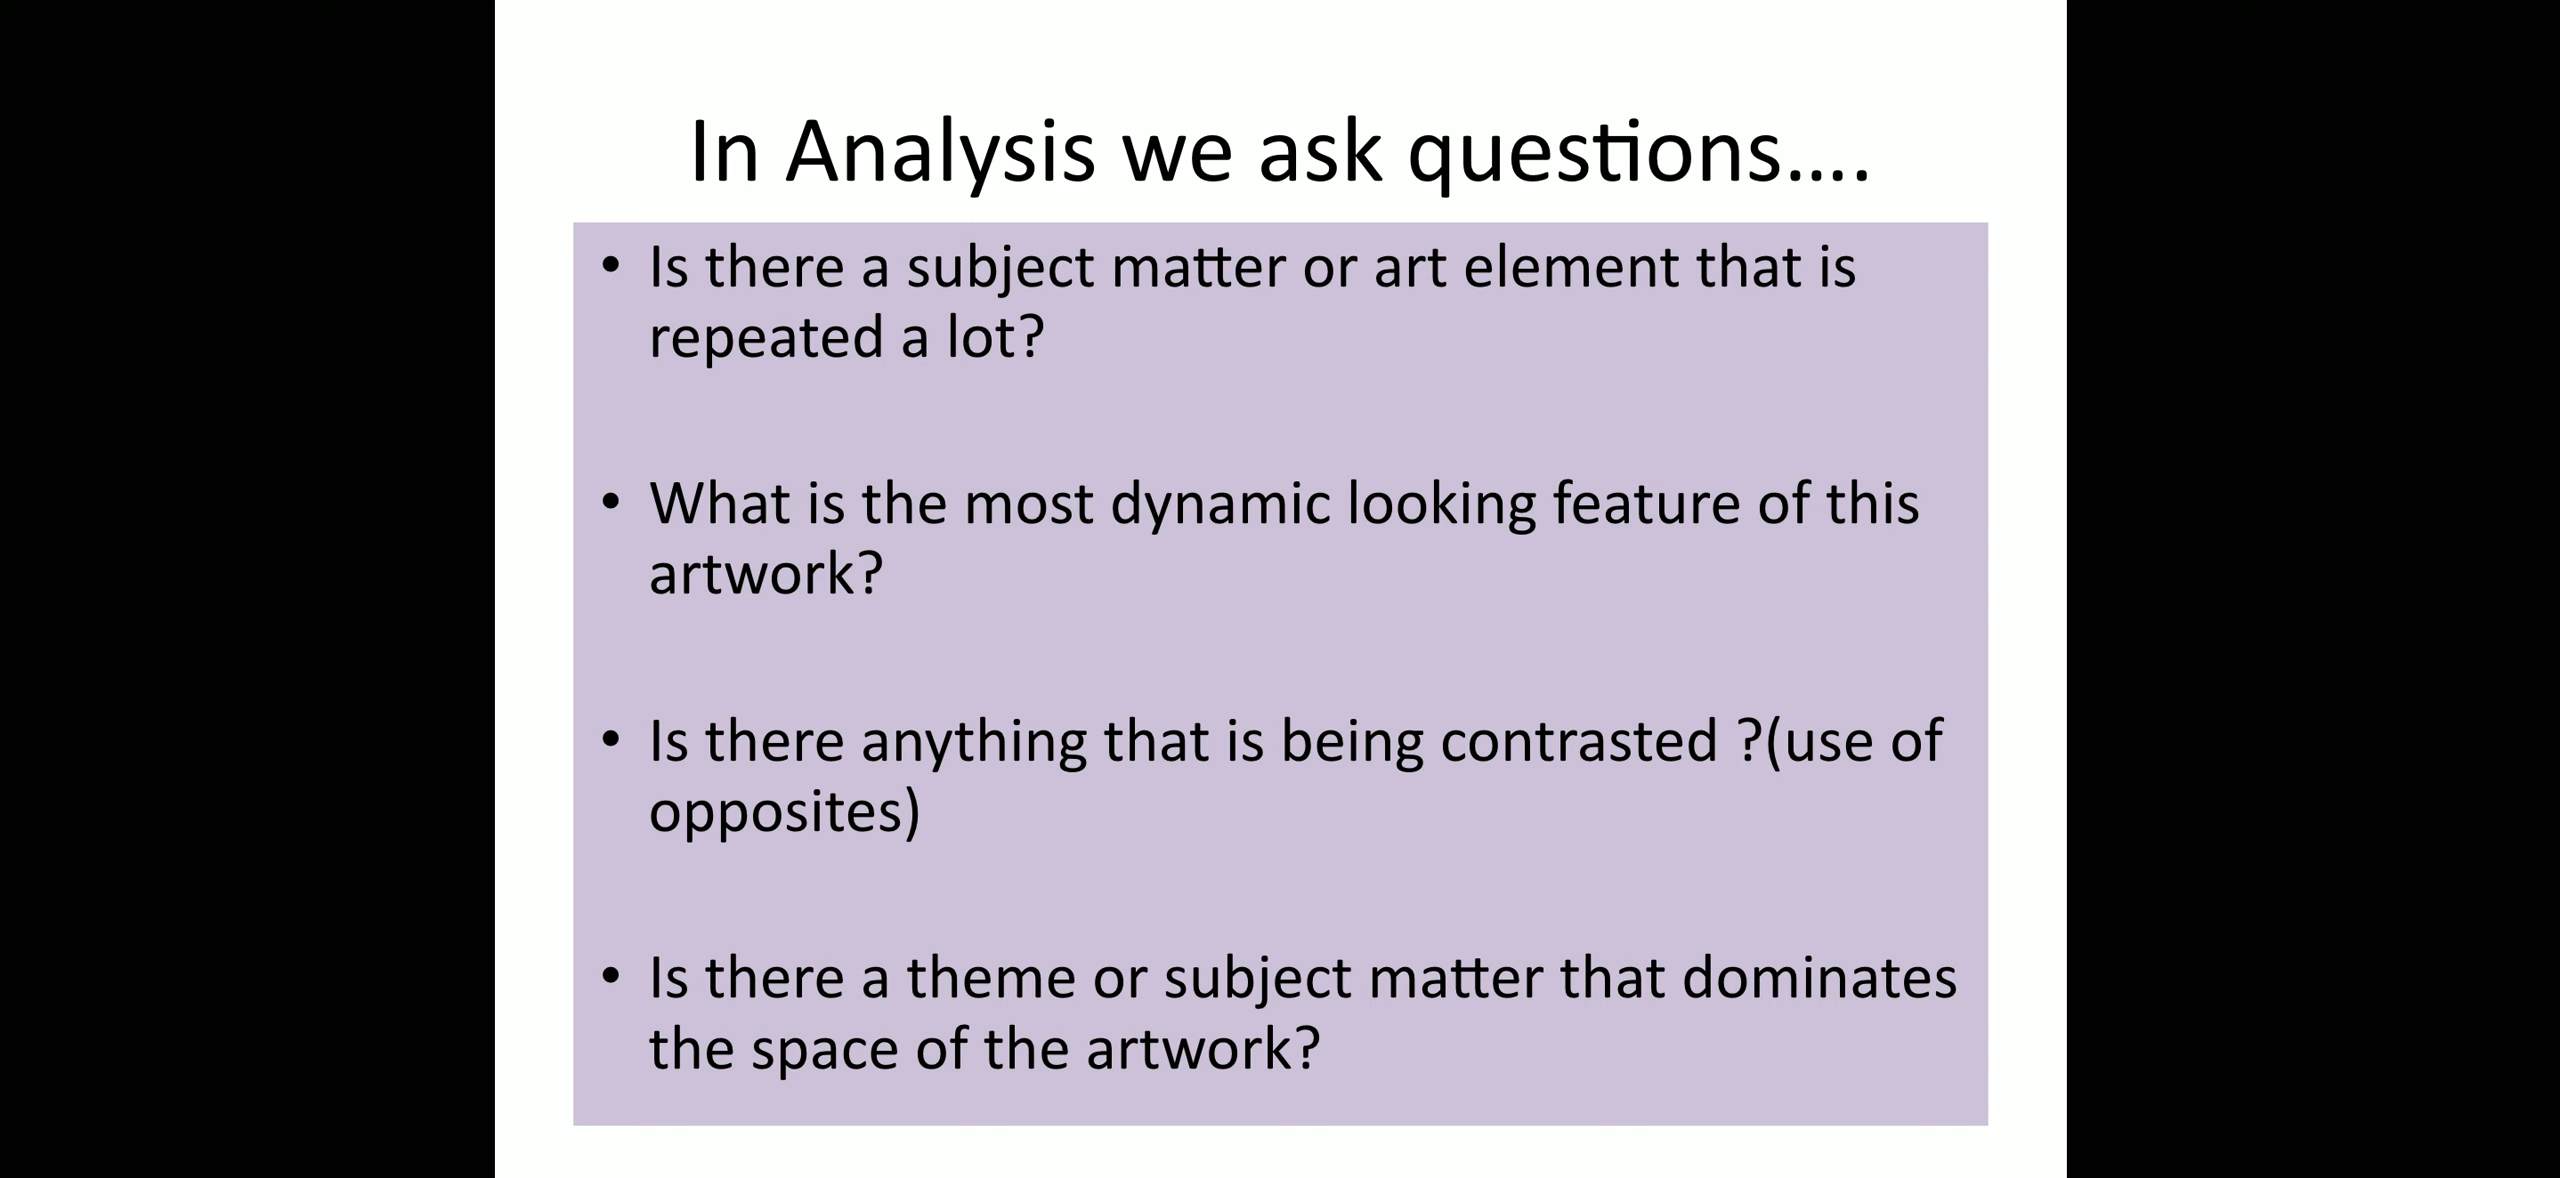 In Analysis we ask questions….
• Is there a subject matter or art element that is
repeated a lot?
• What is the most dynamic looking feature of this
artwork?
• Is there anything that is being contrasted ?(use of
opposites)
• Is there a theme or subject matter that dominates
the space of the artwork?